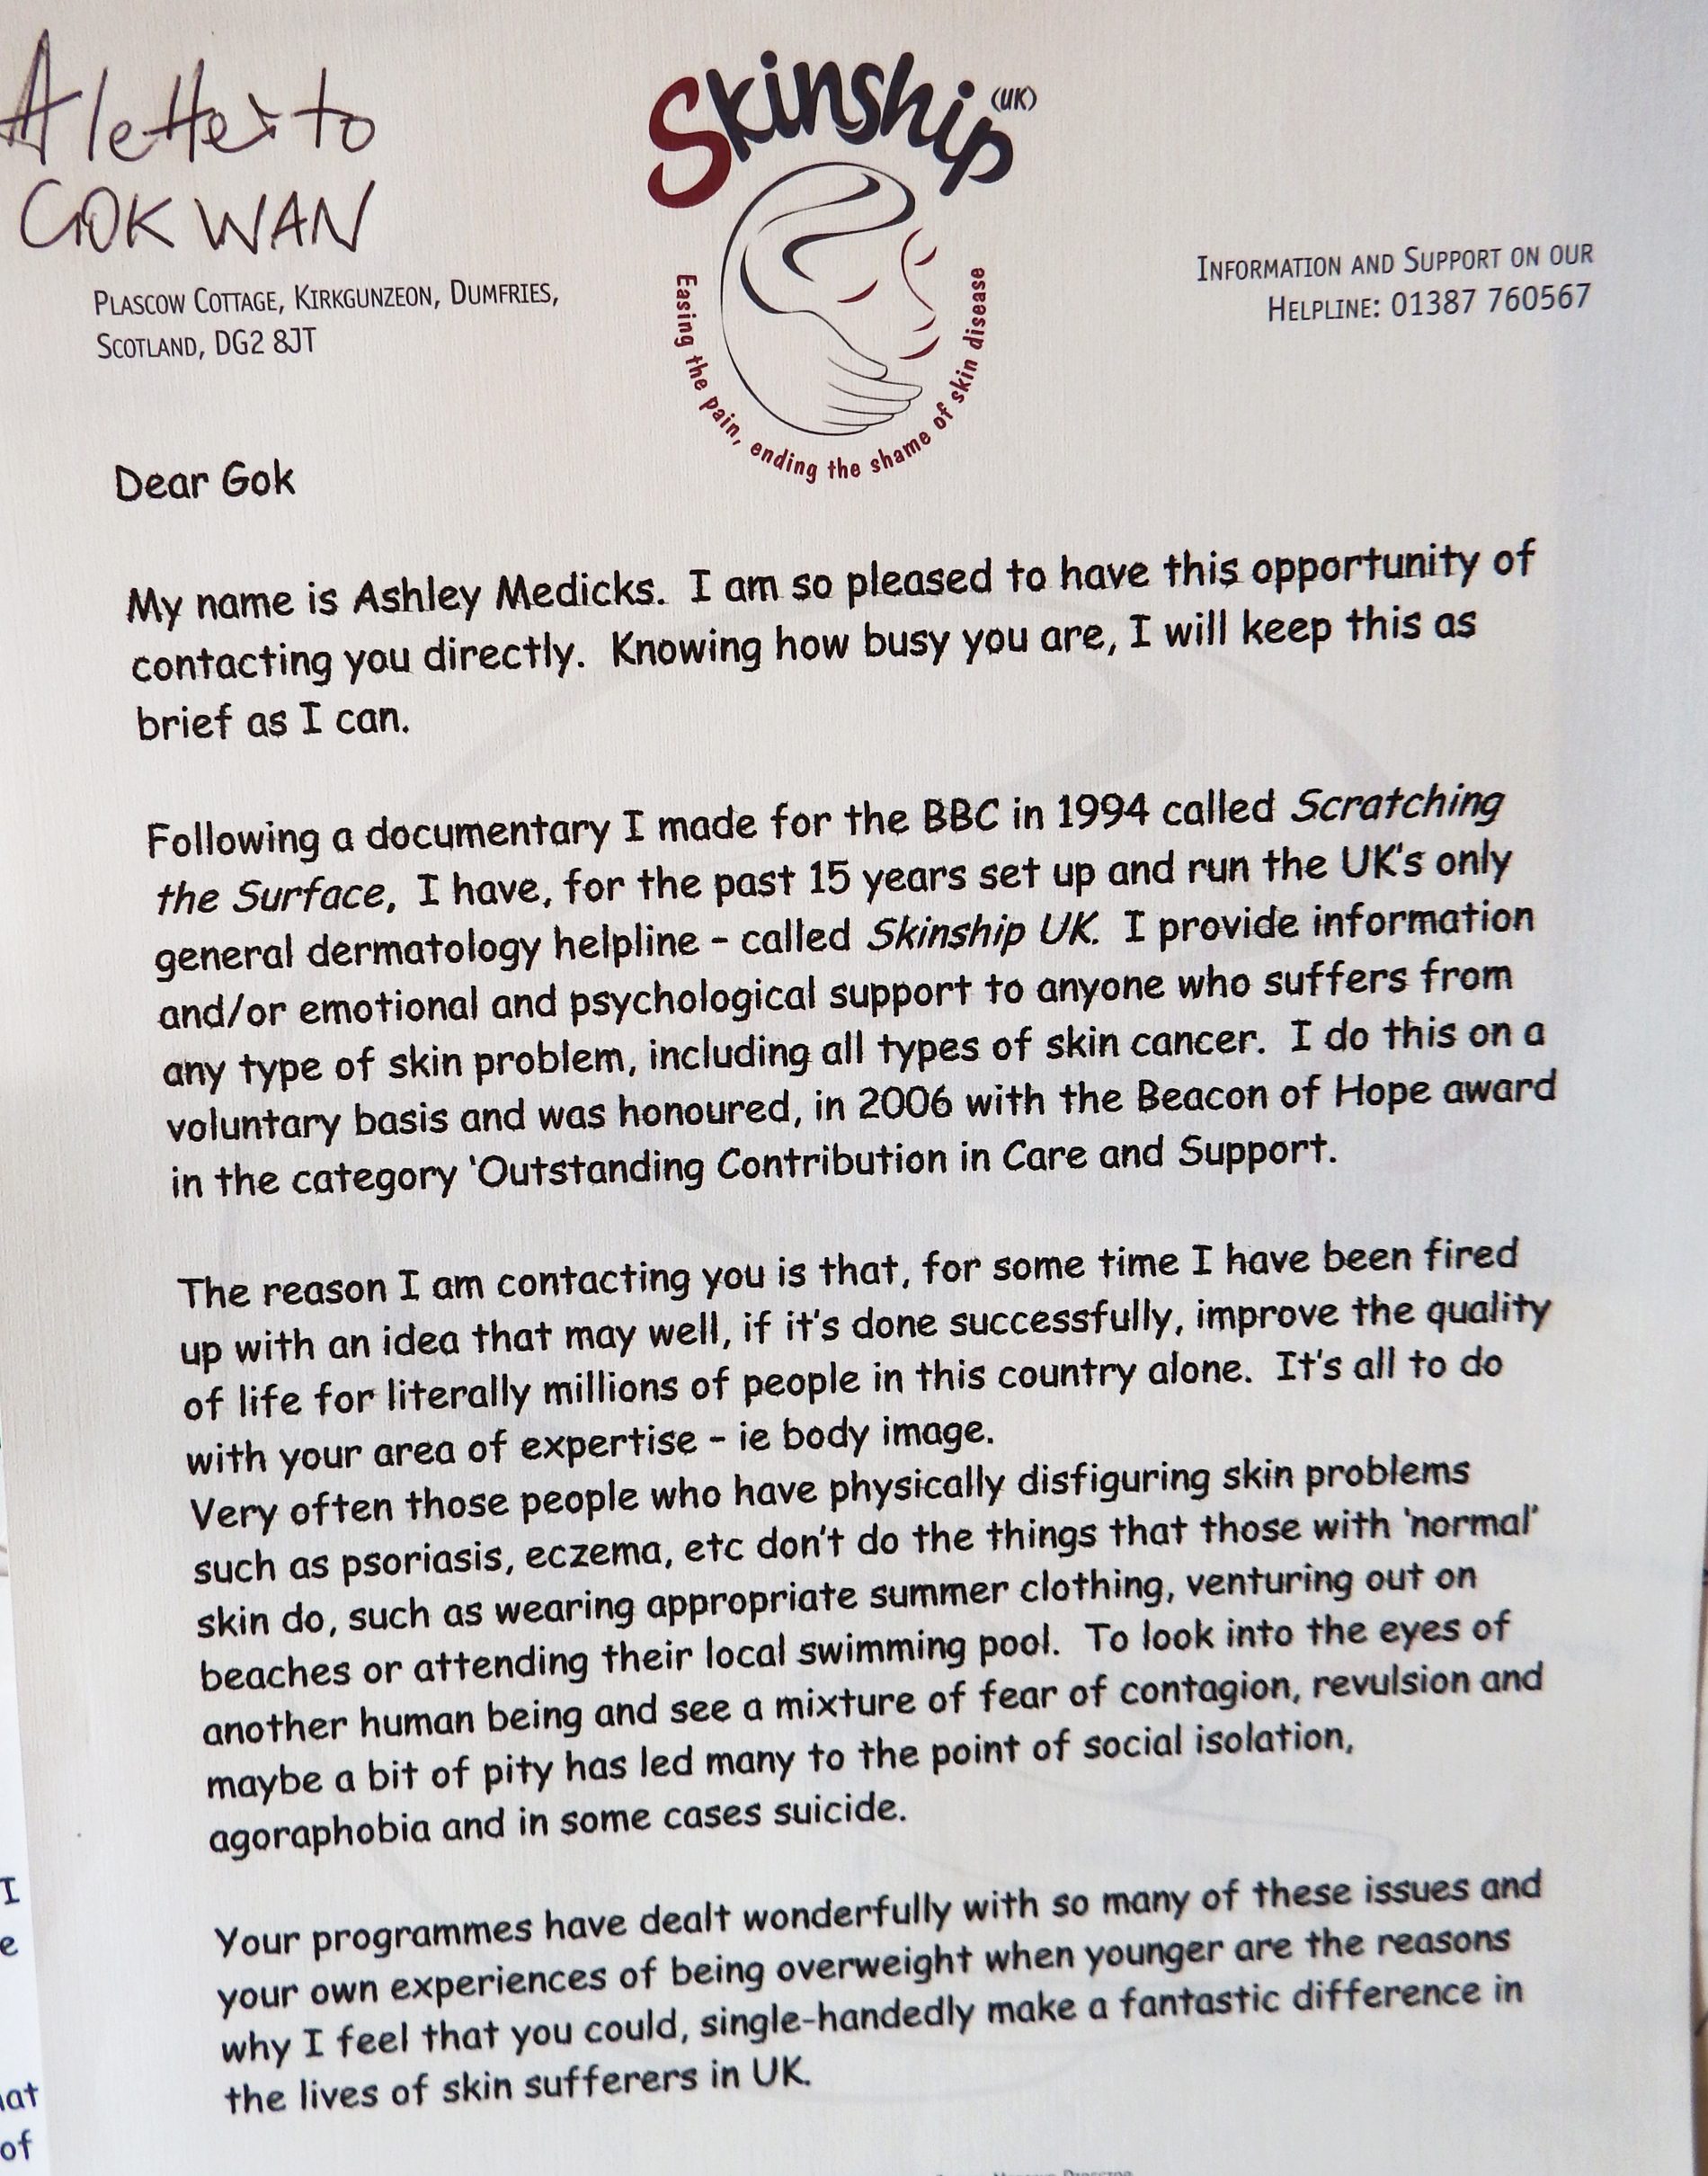 A letter to
GOK WAN
Skinship (UK)
Easing the pain, ending the shame of skin disease
PLASCOW COTTAGE, KIRKGUNZEON, DUMFRIES,
SCOTLAND, DG2 8JT
INFORMATION AND SUPPORT ON OUR
HELPLINE: 01387 760567
Dear Gok
My name is Ashley Medicks. I am so pleased to have this opportunity of
contacting you directly. Knowing how busy you are, I will keep this as
brief as I can.
Following a documentary I made for the BBC in 1994 called Scratching
the Surface, I have, for the past 15 years set up and run the UK's only
general dermatology helpline – called Skinship UK. I provide information
and/or emotional and psychological support to anyone who suffers from
any type of skin problem, including all types of skin cancer. I do this on a
voluntary basis and was honoured, in 2006 with the Beacon of Hope award
in the category 'Outstanding Contribution in Care and Support.
The reason I am contacting you is that, for some time I have been fired
up with an idea that may well, if it's done successfully, improve the quality
of life for literally millions of people in this country alone. It's all to do
with your area of expertise – ie body image.
Very often those people who have physically disfiguring skin problems
such as psoriasis, eczema, etc don't do the things that those with 'normal'
skin do, such as wearing appropriate summer clothing, venturing out on
beaches or attending their local swimming pool. To look into the eyes of
another human being and see a mixture of fear of contagion, revulsion and
maybe a bit of pity has led many to the point of social isolation,
agoraphobia and in some cases suicide.
Your programmes have dealt wonderfully with so many of these issues and
your own experiences of being overweight when younger are the reasons
why I feel that you could, single-handedly make a fantastic difference in
the lives of skin sufferers in UK.
I
e
of